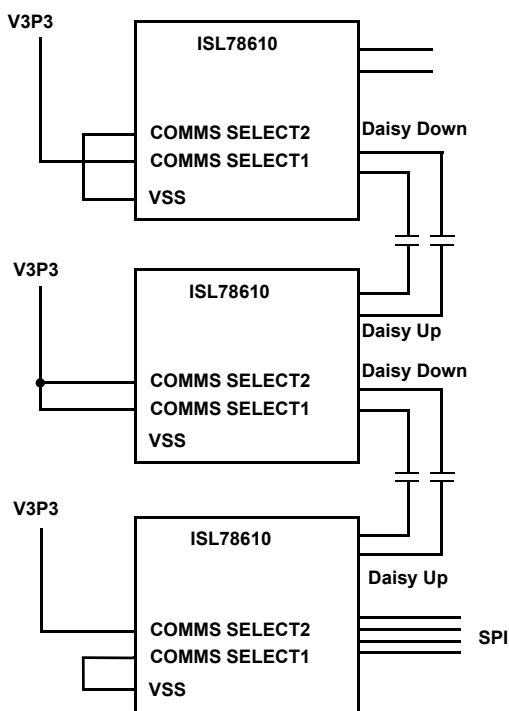 V3P3
ISL78610
COMMS SELECT2
Daisy Down
COMMS SELECT1
VSS
V3P3
ISL78610
Daisy Up
Daisy Down
COMMS SELECT2
COMMS SELECT1
VSS
V3P3
ISL78610
Daisy Up
COMMS SELECT2
SPI
COMMS SELECT1
VSS